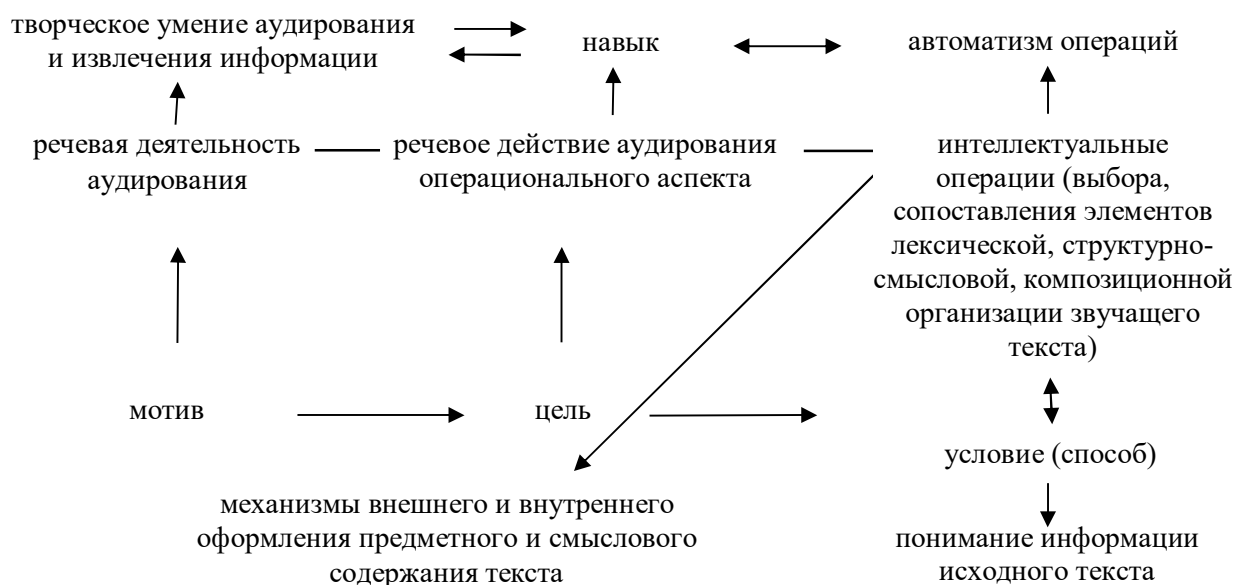 творческое умение аудирования
и извлечения информации
навык
автоматизм операций
речевая деятельность
аудирования
речевое действие аудирования
операционального аспекта
интеллектуальные
операции (выбора,
сопоставления элементов
лексической, структурно-
смысловой, композиционной
организации звучащего
текста)
мотив
цель
условие (способ)
механизмы внешнего и внутреннего
оформления предметного и смыслового
содержания текста
понимание информации
исходного текста